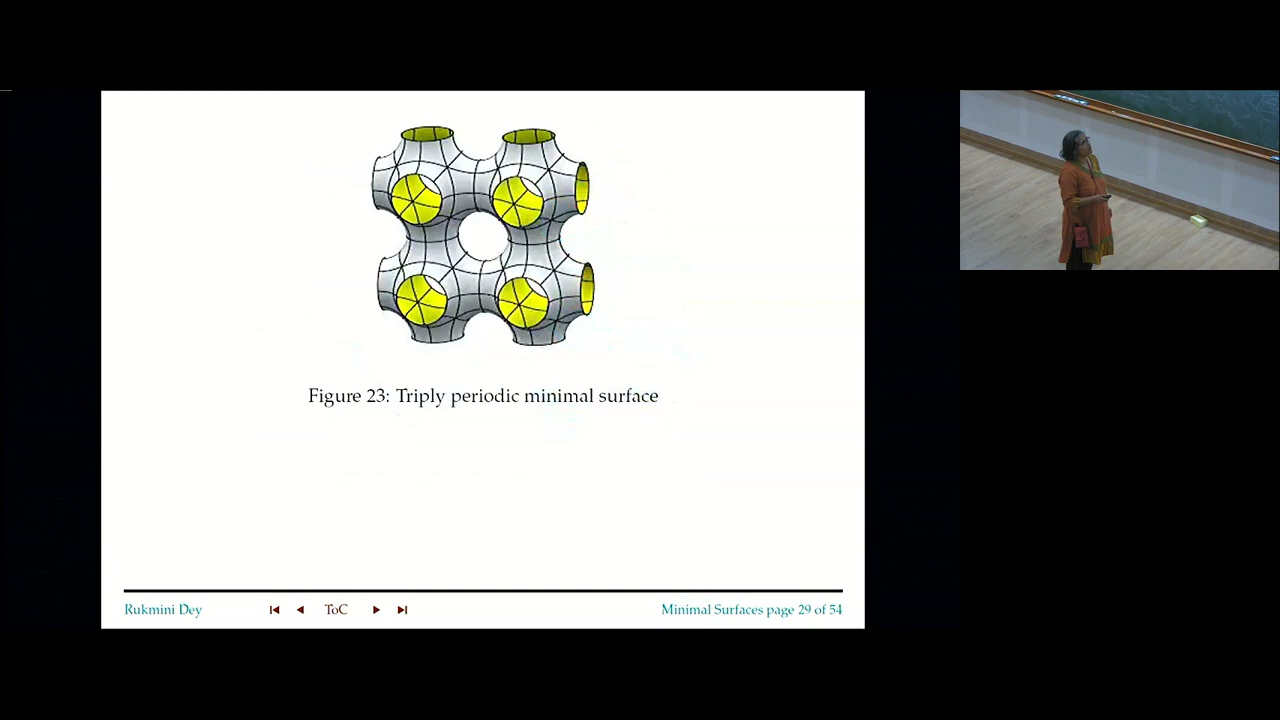 Figure 23: Triply periodic minimal surface
Rukmini Dey
ToC
Minimal Surfaces page 29 of 54